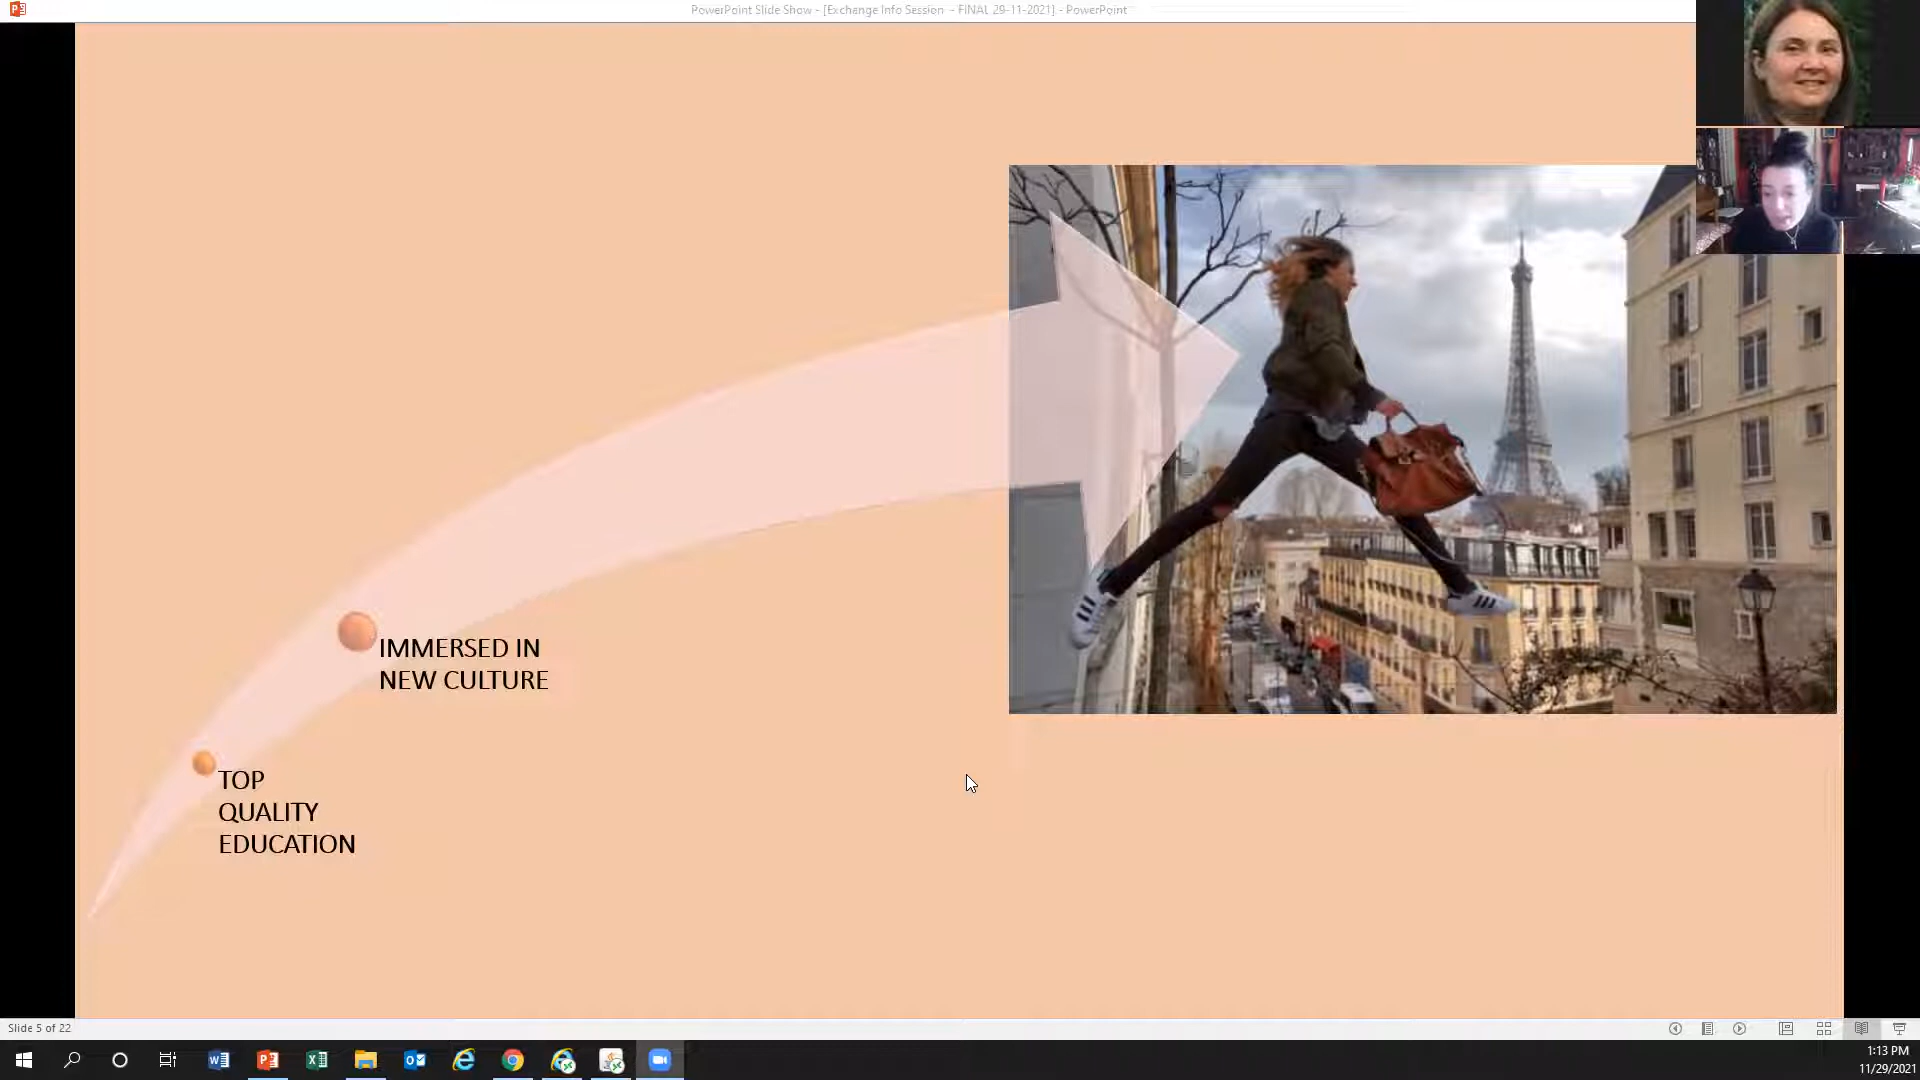 PowerPoint Slide Show - [Exchange Info Session - FINAL 29-11-2021] - PowerPoint
IMMERSED IN
NEW CULTURE
TOP
QUALITY
EDUCATION
Slide 5 of 22
1:13 PM
11/29/2021